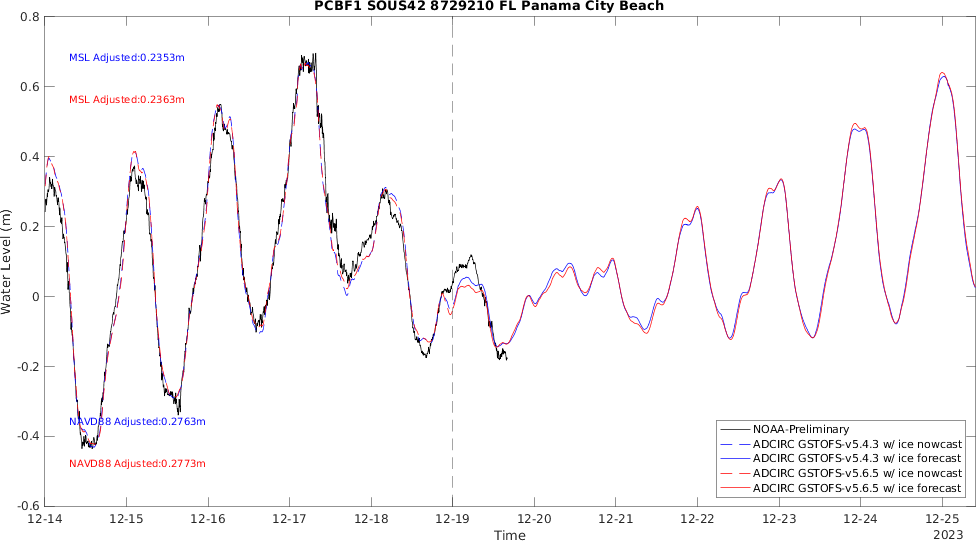 PCBF1 SOUS42 8729210 FL Panama City Beach
0.8
0.6
0.4
0.2
0
-0.2
-0.4
-0.6
Water Level (m)
MSL Adjusted:0.2353m
MSL Adjusted:0.2363m
NAVD88 Adjusted:0.2763m
NAVD88 Adjusted:0.2773m
NOAA-Preliminary
ADCIRC GSTOFS-v5.4.3 w/ ice nowcast
ADCIRC GSTOFS-v5.4.3 w/ ice forecast
ADCIRC GSTOFS-v5.6.5 w/ ice nowcast
ADCIRC GSTOFS-v5.6.5 w/ ice forecast
12-14 12-15 12-16 12-17 12-18 12-19 12-20 12-21 12-22 12-23 12-24 12-25
2023
Time